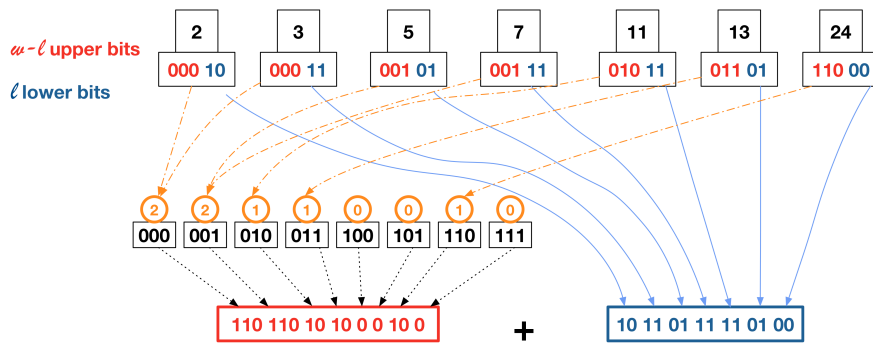 2 3 5 7 11 13 24
𝓌-ℓ upper bits 000 10 000 11 001 01 001 11 010 11 011 01 110 00
ℓ lower bits
2 2 1 1 0 0 1 0
000 001 010 011 100 101 110 111
110 110 10 10 0 0 10 0 + 10 11 01 11 11 01 00